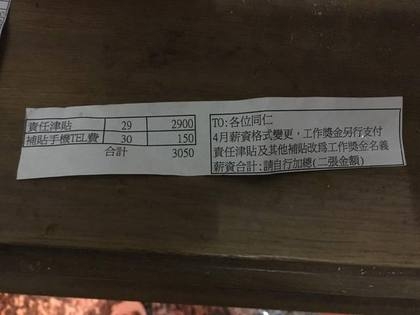 責任津貼 29 2900
補貼手機TEL費 30 150
合計 3050
TO:各位同仁
4月薪資格式變更，工作獎金另行支付
責任津貼及其他補貼改為工作獎金名義
薪資合計:請自行加總(二張金額)